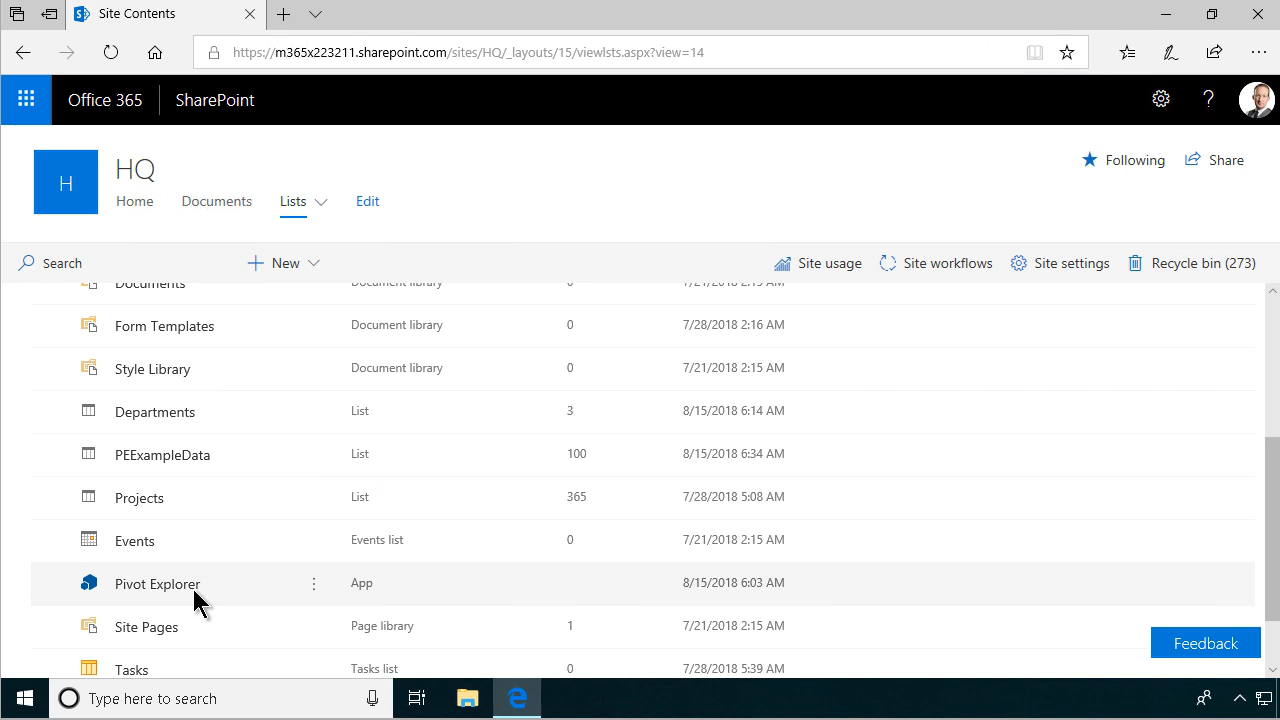 Site Contents
https://m365x223211.sharepoint.com/sites/HQ/_layouts/15/viewlsts.aspx?view=14
Office 365 SharePoint ?
H HQ Following Share
Home Documents Lists Edit
Search New Site usage Site workflows Site settings Recycle bin (273)
Documents Document library 0 7/21/2018 2:15 AM
Form Templates Document library 0 7/28/2018 2:16 AM
Style Library Document library 0 7/21/2018 2:15 AM
Departments List 3 8/15/2018 6:14 AM
PEExampleData List 100 8/15/2018 6:34 AM
Projects List 365 7/28/2018 5:08 AM
Events Events list 0 7/21/2018 2:15 AM
Pivot Explorer App 8/15/2018 6:03 AM
Site Pages Page library 1 7/21/2018 2:15 AM
Feedback
Tasks Tasks list 0 7/28/2018 5:39 AM
Type here to search